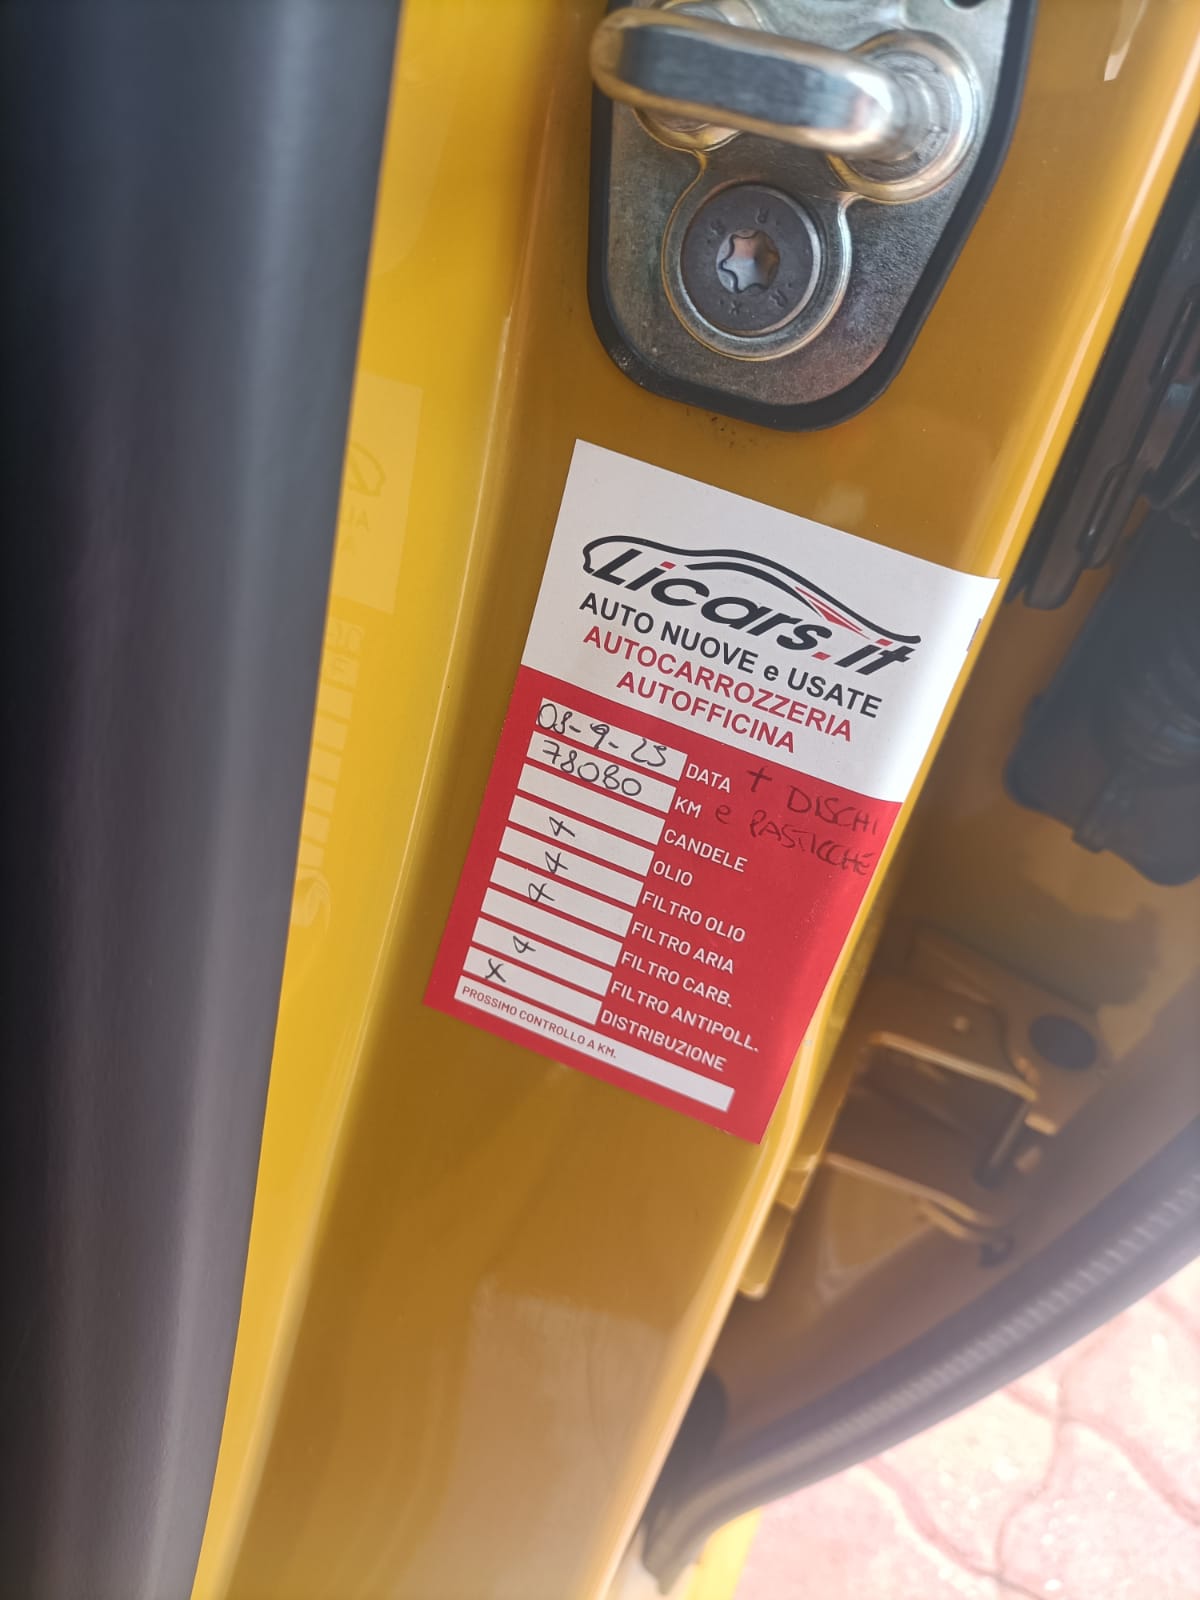 Licars.it
AUTO NUOVE e USATE
AUTOCARROZZERIA
AUTOFFICINA
08-9-25 DATA + DISCHI
78080 KM e PASTICCHE
CANDELE
x OLIO
x FILTRO OLIO
x FILTRO ARIA
FILTRO CARB.
x FILTRO ANTIPOLL.
x DISTRIBUZIONE
PROSSIMO CONTROLLO A KM.